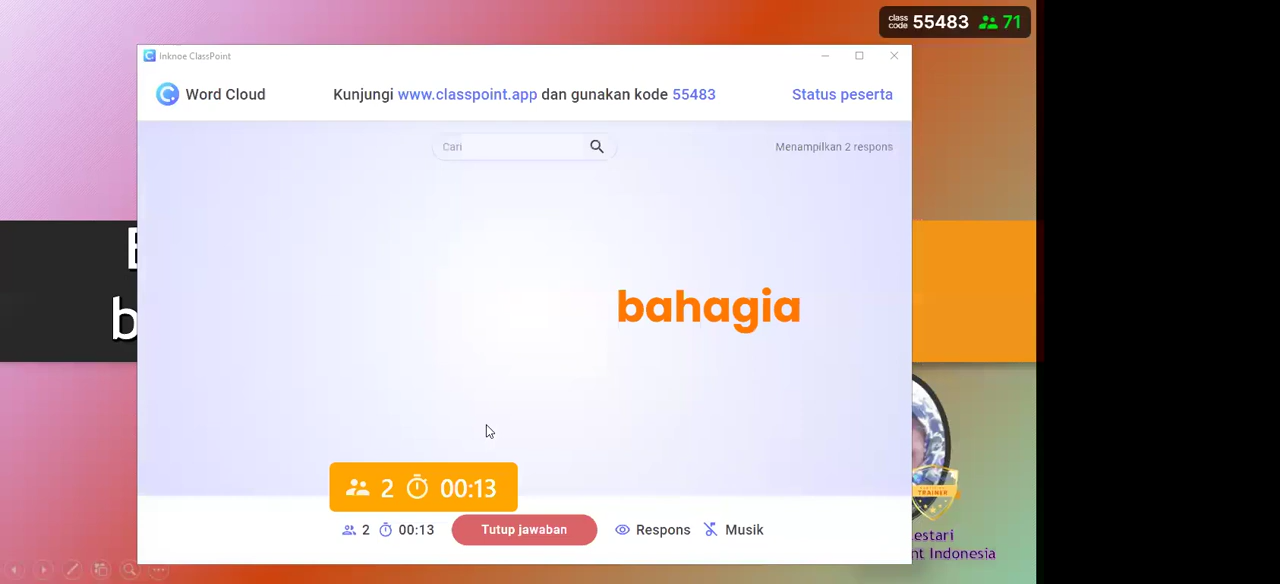 class code 55483 71
Inknoe ClassPoint
Word Cloud
Kunjungi www.classpoint.app dan gunakan kode 55483
Status peserta
Cari
Menampilkan 2 respons
b
bahagia
2 00:13
2 00:13 Tutup jawaban Respons Musik
TRAINER
estari
nt Indonesia